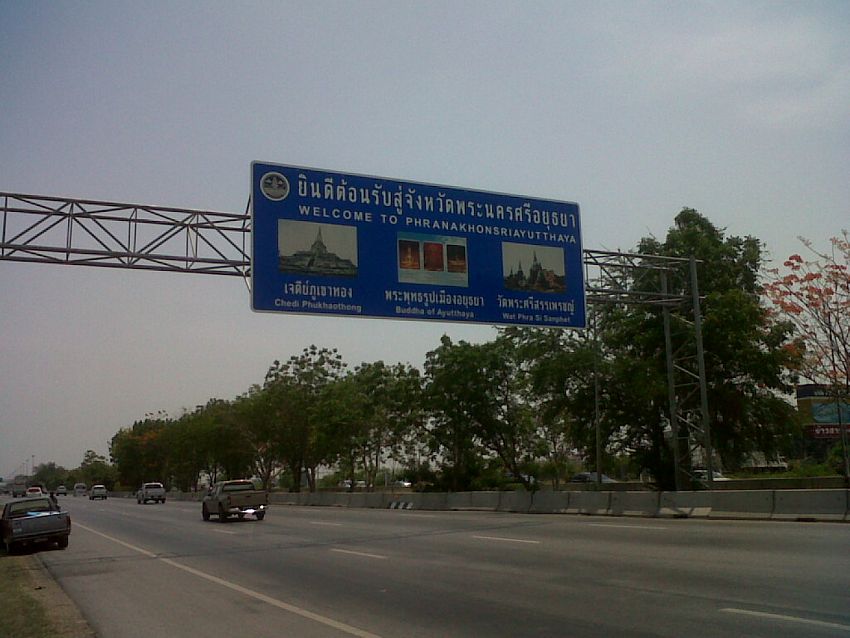 ยินดีต้อนรับสู่จังหวัดพระนครศรีอยุธยา
WELCOME TO PHRANAKHONSRIAYUTTHAYA
เจดีย์ภูเขาทอง
Chedi Phukhaothong
พระพุทธรูปเมืองอยุธยา
Buddha of Ayutthaya
วัดพระศรีสรรเพชญ์
Wat Phra Si Sanphet